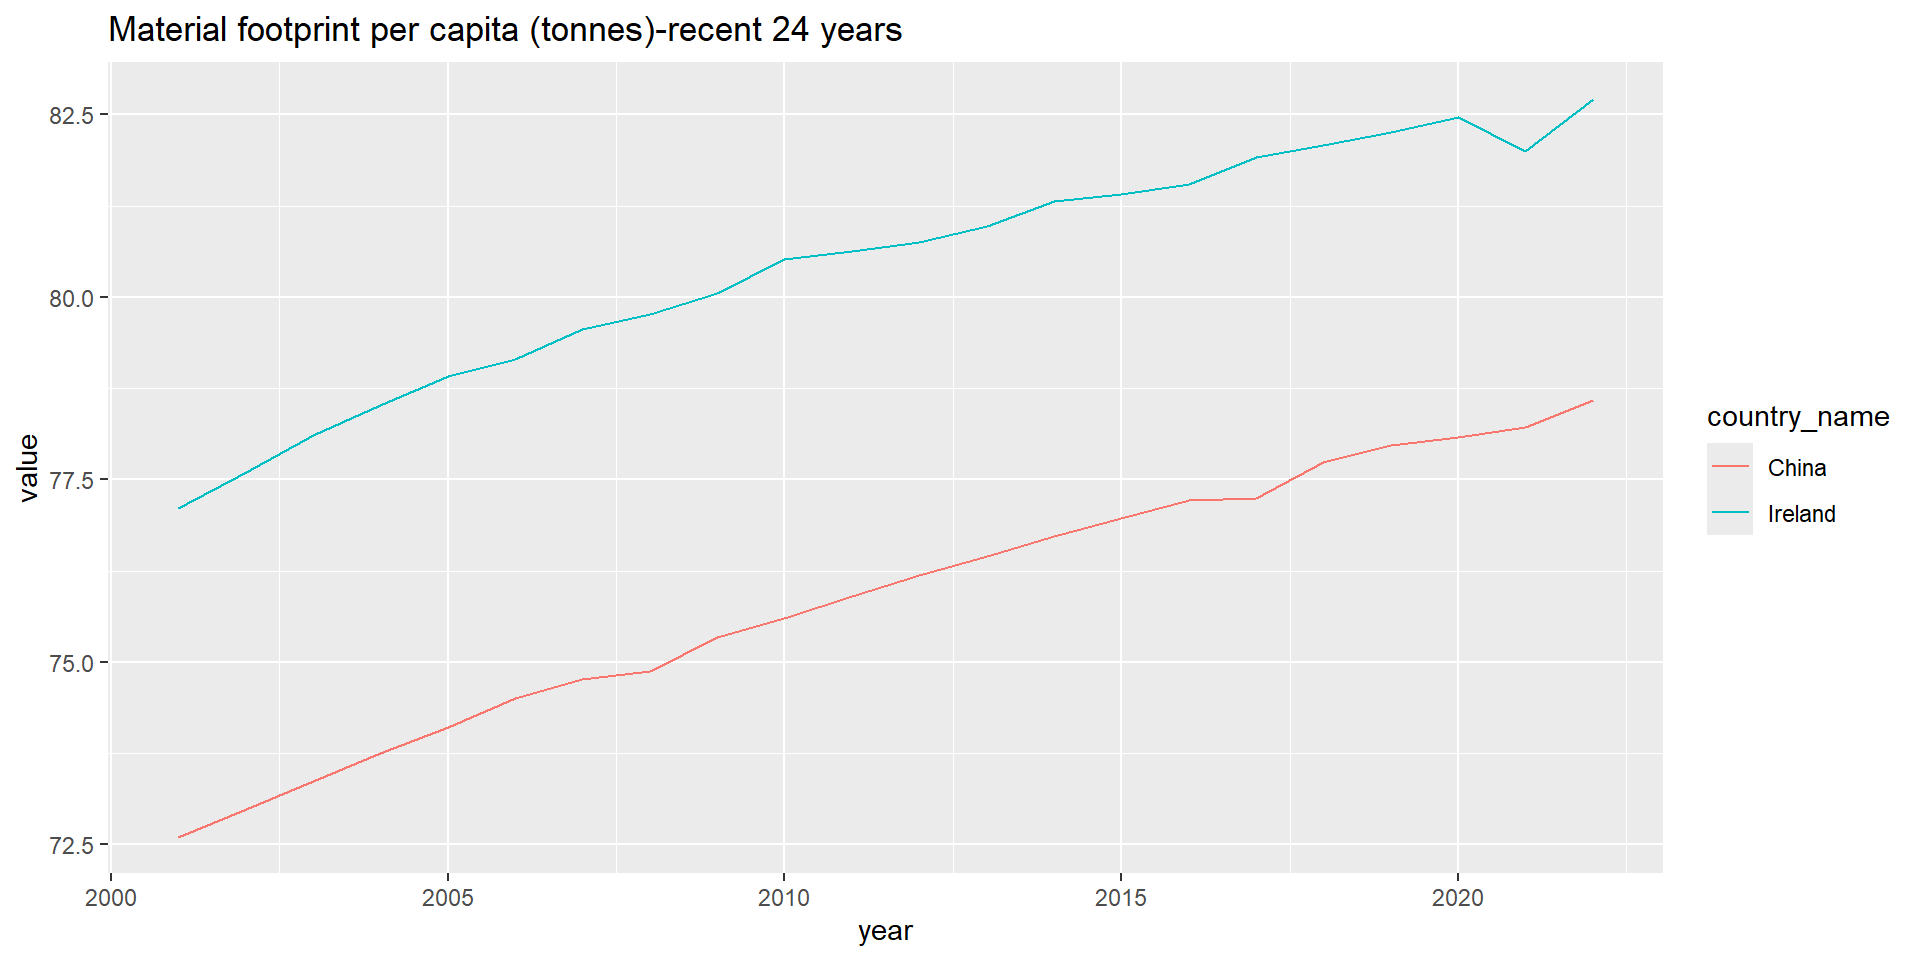 Material footprint per capita (tonnes)-recent 24 years
value
82.5
80.0
77.5
75.0
72.5
2000 2005 2010 2015 2020
year
country_name
China
Ireland